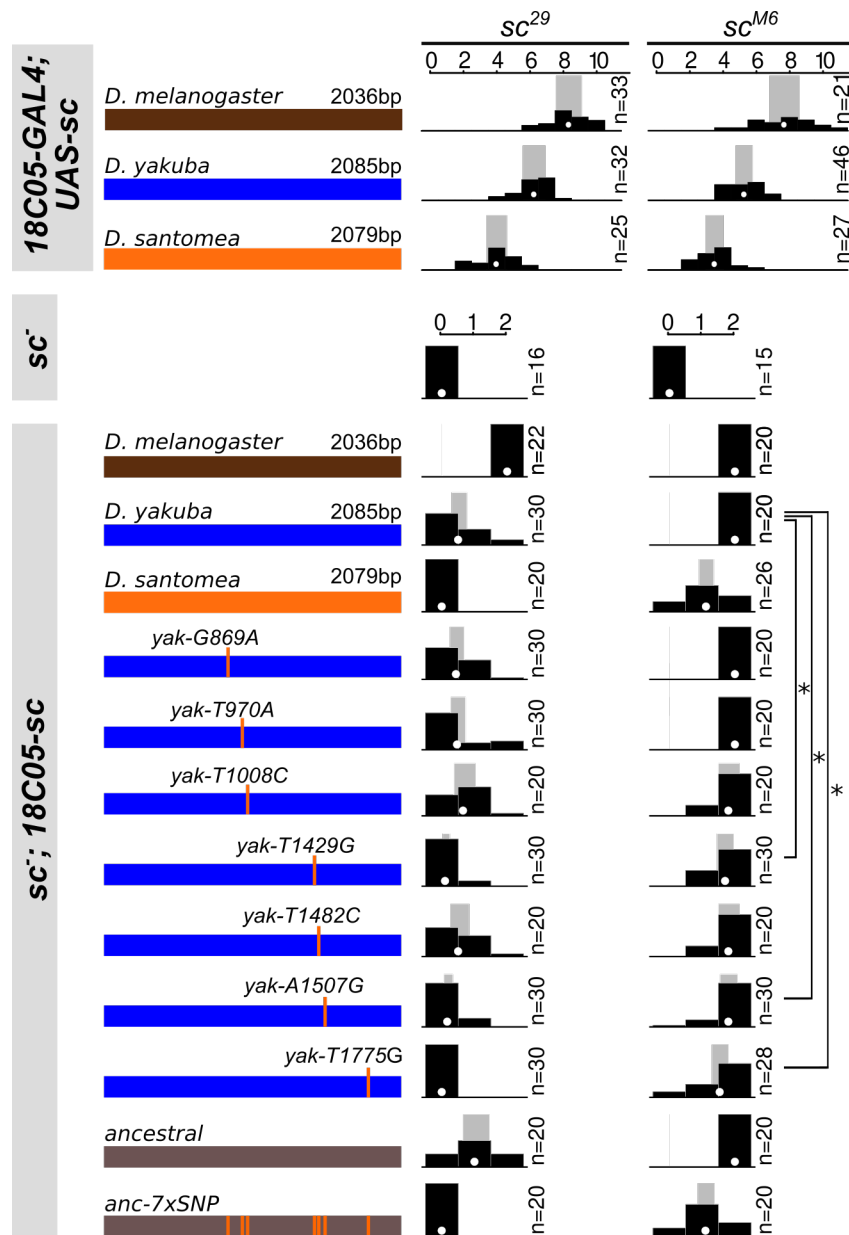 sc29 scM6
0 2 4 6 8 10 0 2 4 6 8 10
18C05-GAL4;
UAS-sc
D. melanogaster 2036bp n=33 n=21
D. yakuba 2085bp n=32 n=46
D. santomea 2079bp n=25 n=27
0 1 2 0 1 2
sc- n=16 n=15
sc-; 18C05-sc
D. melanogaster 2036bp n=22 n=20
D. yakuba 2085bp n=30 n=20
D. santomea 2079bp n=20 n=26
yak-G869A n=30 n=20
yak-T970A n=30 n=20
*
yak-T1008C n=20 n=20
*
*
yak-T1429G n=30 n=30
yak-T1482C n=20 n=20
yak-A1507G n=30 n=30
yak-T1775G n=30 n=28
ancestral n=20 n=20
anc-7xSNP n=20 n=20